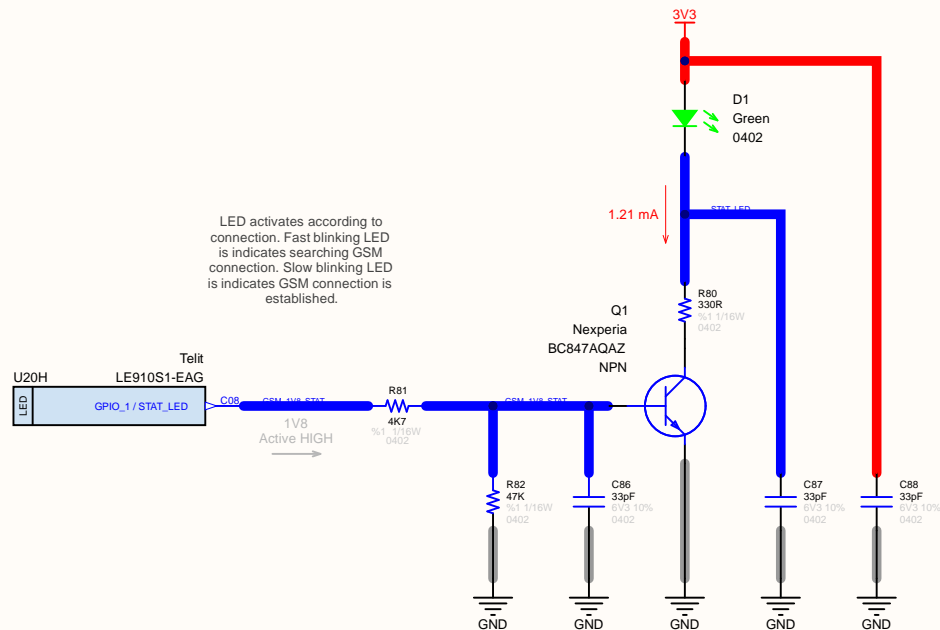 3V3
D1
Green
0402
1.21 mA
STAT_LED
LED activates according to
connection. Fast blinking LED
is indicates searching GSM
connection. Slow blinking LED
is indicates GSM connection is
established.
R80
330R
%1 1/16W
0402
Q1
Nexperia
BC847AQAZ
NPN
Telit
U20H
LE910S1-EAG
LED
GPIO_1 / STAT_LED
C08
GSM_1V8_STAT
R81
4K7
%1 1/16W
0402
GSM_1V8_STAT
1V8
Active HIGH
R82
47K
%1 1/16W
0402
C86
33pF
6V3 10%
0402
C87
33pF
6V3 10%
0402
C88
33pF
6V3 10%
0402
GND
GND
GND
GND
GND